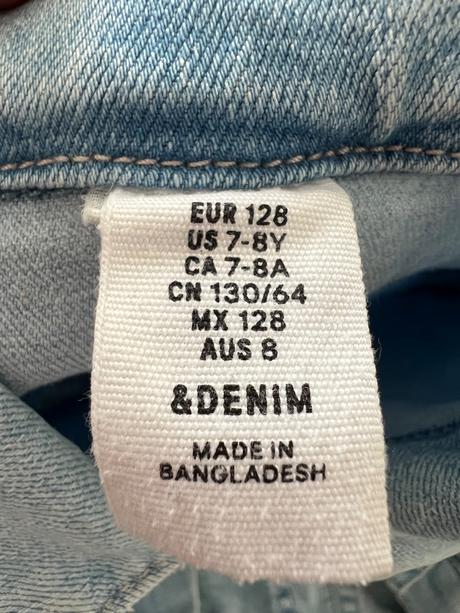 EUR 128
US 7-8Y
CA 7-8A
CN 130/64
MX 128
AUS 8
&DENIM
MADE IN
BANGLADESH